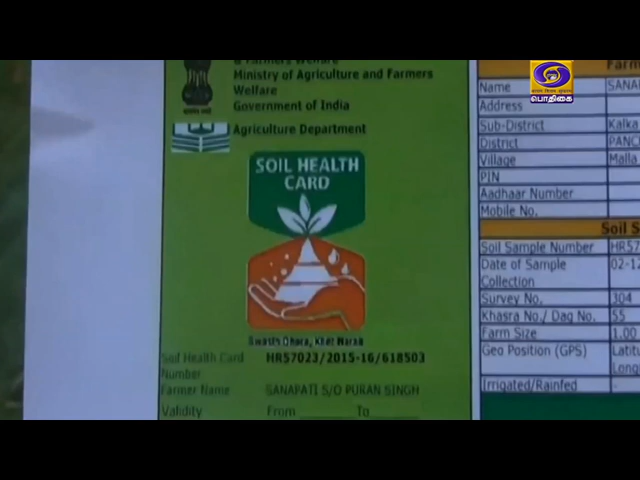 & Farmers Welfare
Ministry of Agriculture and Farmers
Welfare
Government of India
Agriculture Department
SOIL HEALTH
CARD
Swasth Dhara, Khet Haraa
Soil Health Card HR57023/2015-16/618503
Number
Farmer Name SANAPATI S/O PURAN SINGH
Validity From To
பொதிகை
Farm
Name SANA
Address
Sub-District Kalka
District PANC
Village Malla
PIN
Aadhaar Number
Mobile No.
Soil S
Soil Sample Number HR57
Date of Sample 02-12
Collection
Survey No. 304
Khasra No./ Dag No. 55
Farm Size 1.00
Geo Position (GPS) Latitu
Long
Irrigated/Rainfed -